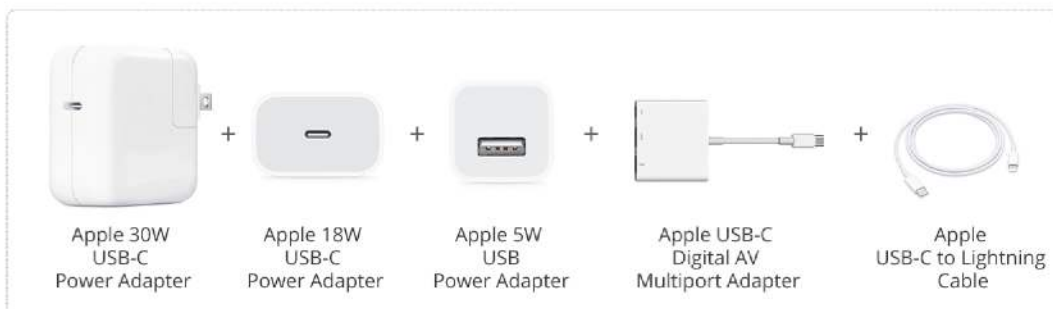 Apple 30W
USB-C
Power Adapter
+
Apple 18W
USB-C
Power Adapter
+
Apple 5W
USB
Power Adapter
+
Apple USB-C
Digital AV
Multiport Adapter
+
Apple
USB-C to Lightning
Cable